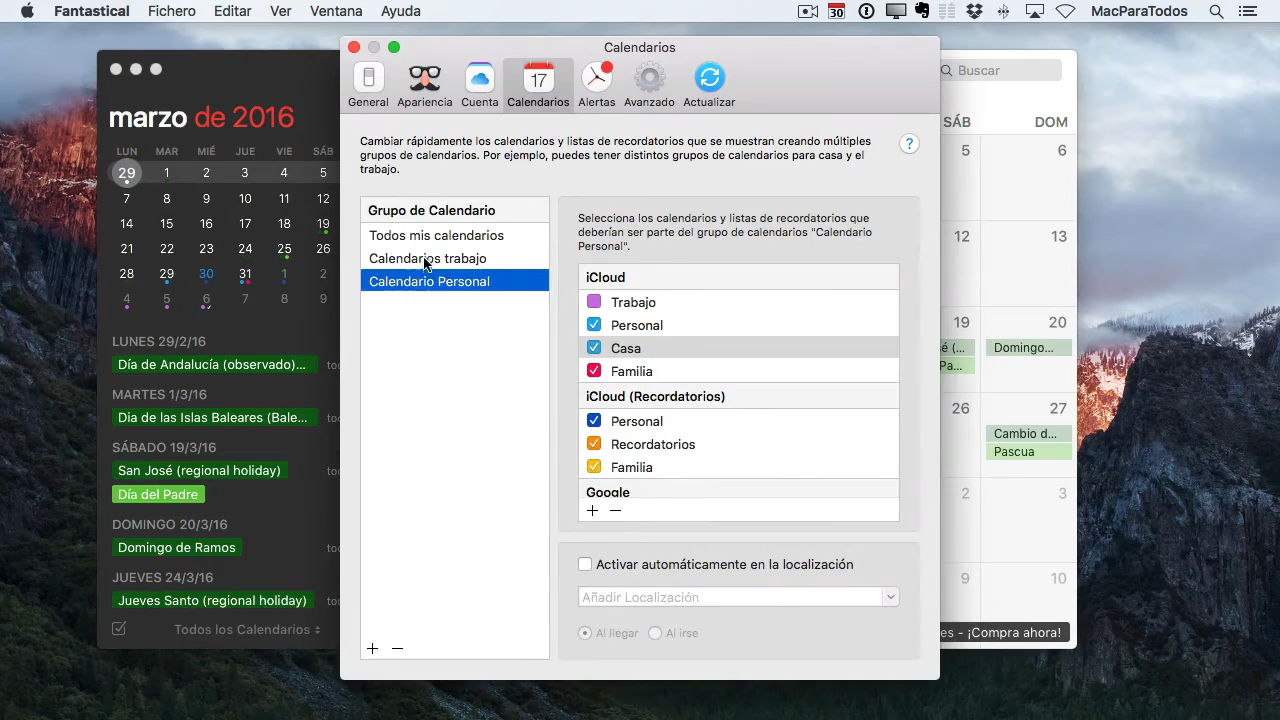 Fantastical Fichero Editar Ver Ventana Ayuda
30
MacParaTodos
Calendarios
17
General Apariencia Cuenta Calendarios Alertas Avanzado Actualizar
Cambiar rápidamente los calendarios y listas de recordatorios que se muestran creando múltiples
grupos de calendarios. Por ejemplo, puedes tener distintos grupos de calendarios para casa y el
trabajo.
?
Grupo de Calendario
Todos mis calendarios
Calendarios trabajo
Calendario Personal
+ −
Selecciona los calendarios y listas de recordatorios que
deberían ser parte del grupo de calendarios "Calendario
Personal".
iCloud
Trabajo
Personal
Casa
Familia
iCloud (Recordatorios)
Personal
Recordatorios
Familia
Google
+ −
Activar automáticamente en la localización
Añadir Localización
Al llegar Al irse
marzo de 2016
LUN MAR MIÉ JUE VIE SÁB
29 1 2 3 4 5
7 8 9 10 11 12
14 15 16 17 18 19
21 22 23 24 25 26
28 29 30 31 1 2
4 5 6 7 8 9
LUNES 29/2/16
Día de Andalucía (observado)...
MARTES 1/3/16
Dia de las Islas Baleares (Bale...
SÁBADO 19/3/16
San José (regional holiday)
Día del Padre
DOMINGO 20/3/16
Domingo de Ramos
JUEVES 24/3/16
Jueves Santo (regional holiday)
Todos los Calendarios
Buscar
SÁB DOM
5 6
12 13
19 20
é (... Domingo...
Pa...
26 27
Cambio d...
Pascua
2 3
9 10
es - ¡Compra ahora!